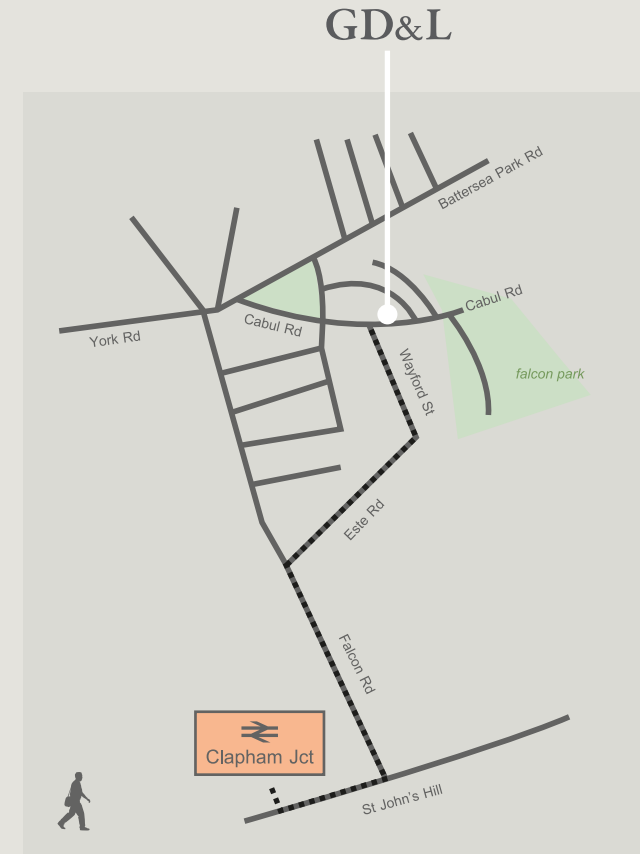 GD&L
Battersea Park Rd
Cabul Rd
Cabul Rd
York Rd
Wayford St
falcon park
Este Rd
Falcon Rd
Clapham Jct
St John's Hill